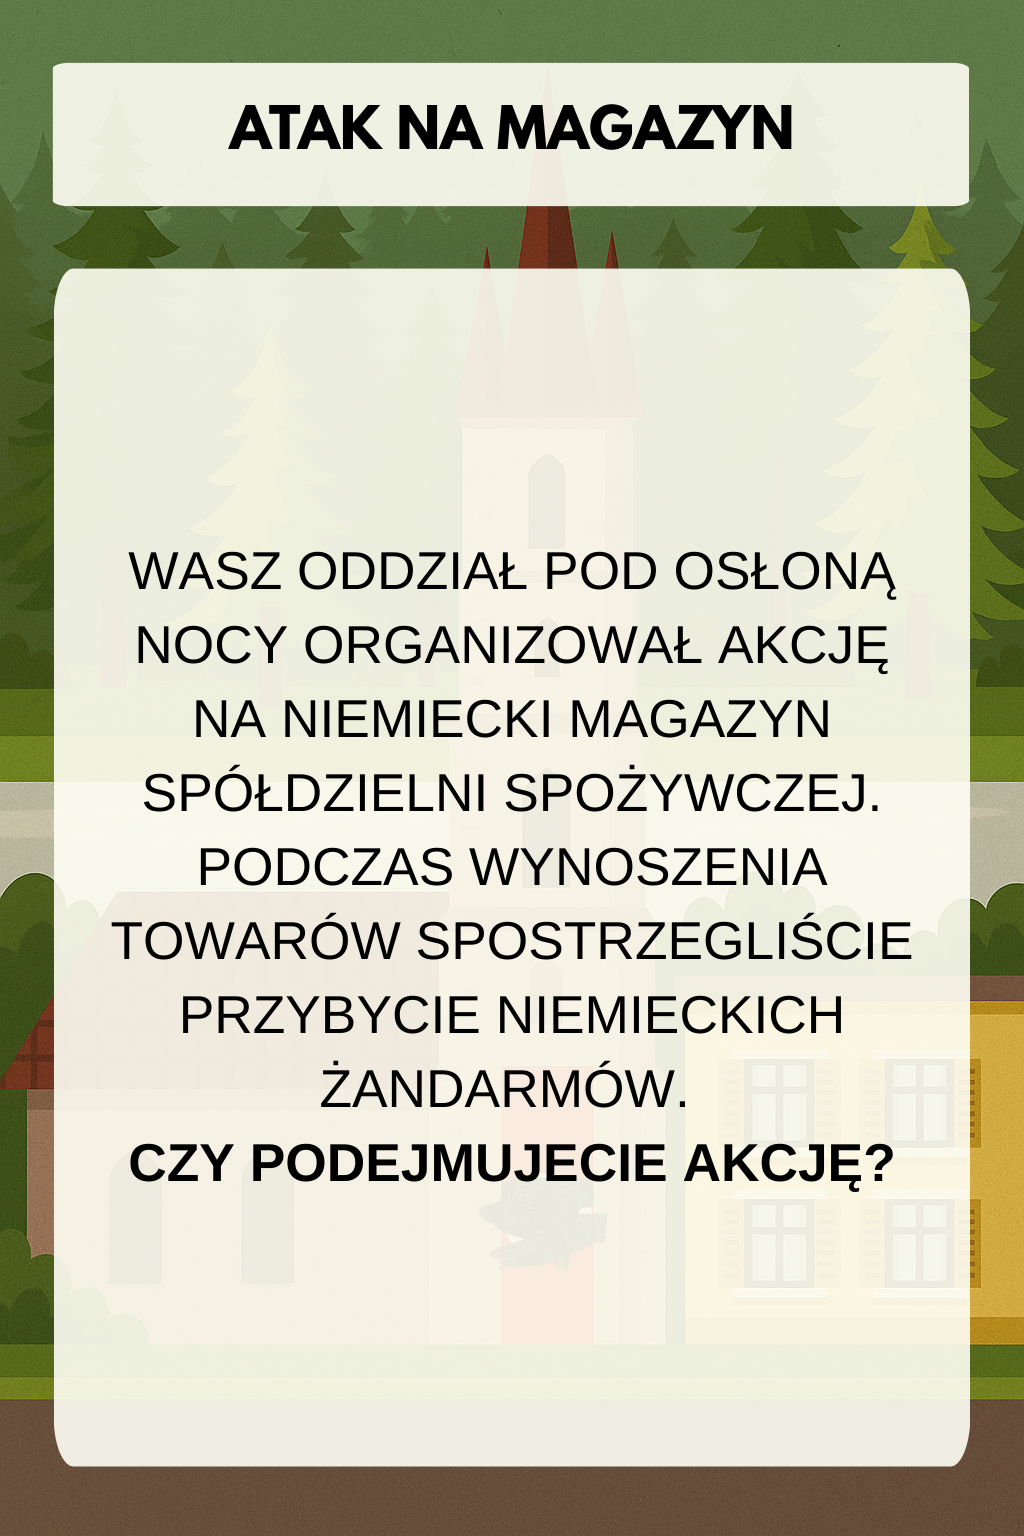 ATAK NA MAGAZYN
WASZ ODDZIAŁ POD OSŁONĄ
NOCY ORGANIZOWAŁ AKCJĘ
NA NIEMIECKI MAGAZYN
SPÓŁDZIELNI SPOŻYWCZEJ.
PODCZAS WYNOSZENIA
TOWARÓW SPOSTRZEGLIŚCIE
PRZYBYCIE NIEMIECKICH
ŻANDARMÓW.
CZY PODEJMUJECIE AKCJĘ?